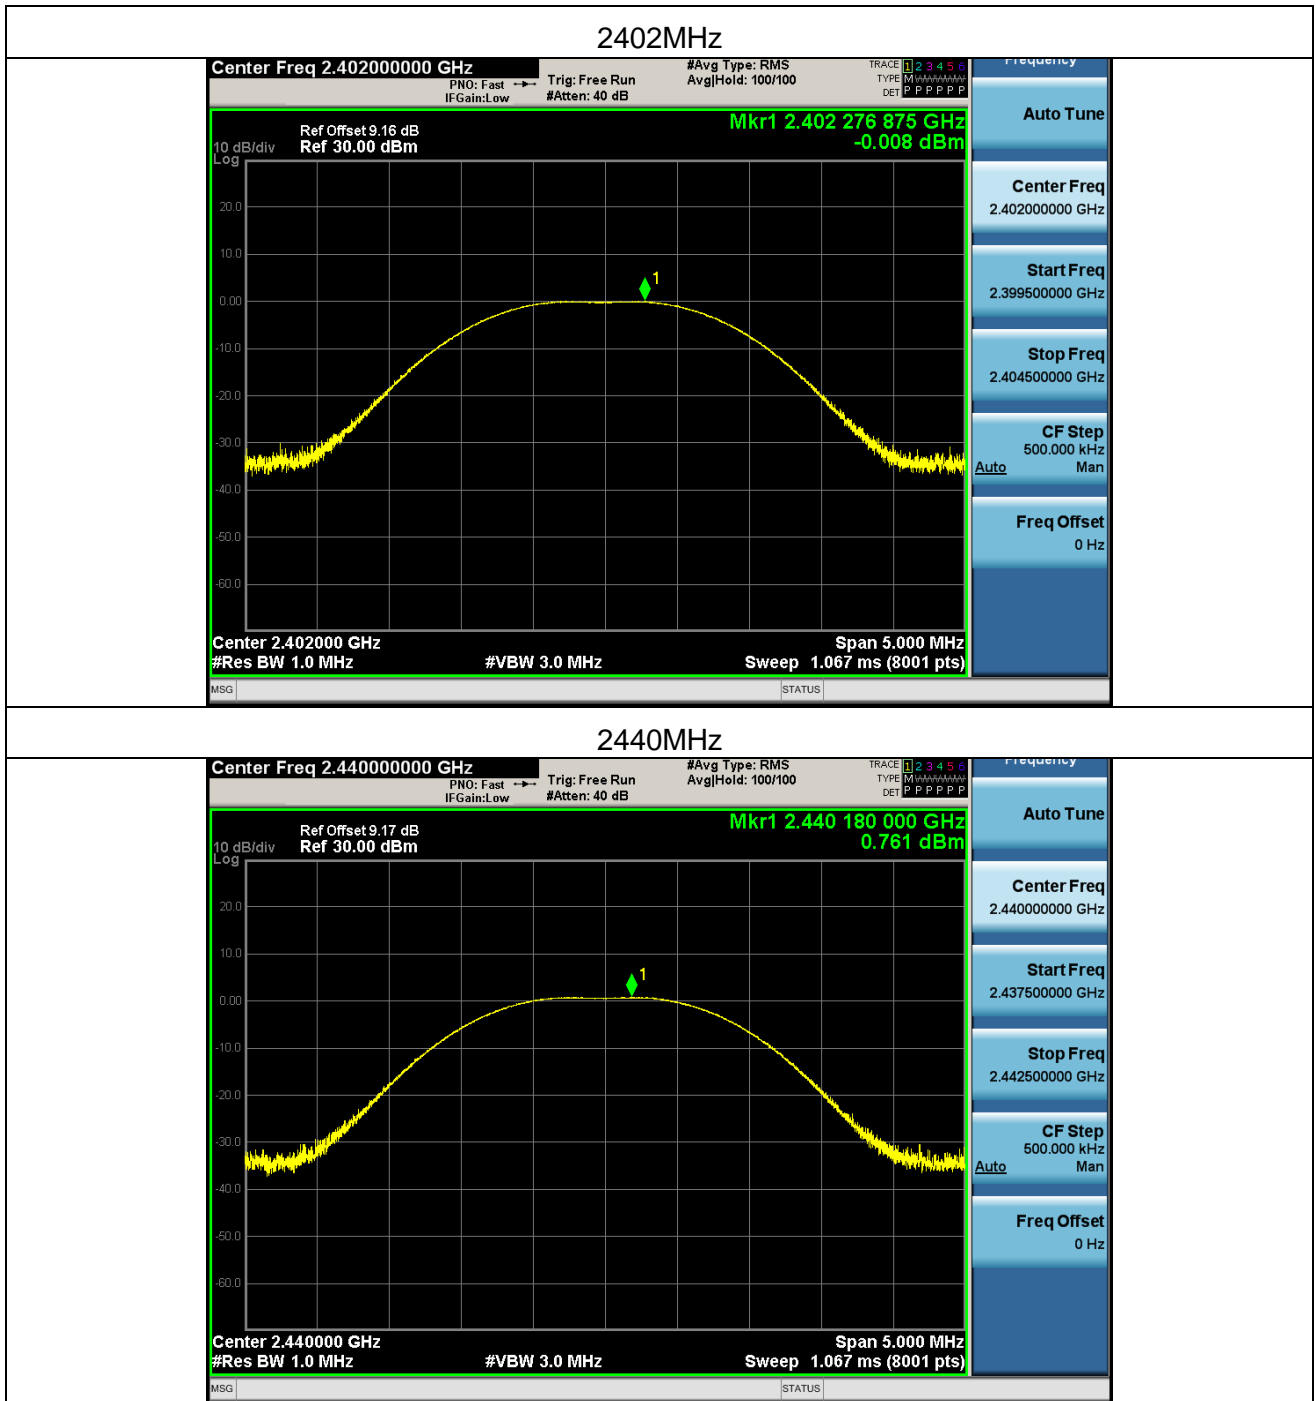 2402MHz
Center Freq 2.402000000 GHz
PNO: Fast
IFGain:Low
Trig: Free Run
#Atten: 40 dB
#Avg Type: RMS
Avg|Hold: 100/100
TRACE 1 2 3 4 5 6
TYPE M
DET P P P P P P
Frequency
Mkr1 2.402 276 875 GHz
-0.008 dBm
Ref Offset 9.16 dB
10 dB/div Ref 30.00 dBm
Log
20.0
10.0
1
0.00
-10.0
-20.0
-30.0
-40.0
-50.0
-60.0
Center 2.402000 GHz
Span 5.000 MHz
#Res BW 1.0 MHz
#VBW 3.0 MHz
Sweep 1.067 ms (8001 pts)
MSG
STATUS
Auto Tune
Center Freq
2.402000000 GHz
Start Freq
2.399500000 GHz
Stop Freq
2.404500000 GHz
CF Step
500.000 kHz
Auto Man
Freq Offset
0 Hz
2440MHz
Center Freq 2.440000000 GHz
PNO: Fast
IFGain:Low
Trig: Free Run
#Atten: 40 dB
#Avg Type: RMS
Avg|Hold: 100/100
TRACE 1 2 3 4 5 6
TYPE M
DET P P P P P P
Frequency
Mkr1 2.440 180 000 GHz
0.761 dBm
Ref Offset 9.17 dB
10 dB/div Ref 30.00 dBm
Log
20.0
10.0
1
0.00
-10.0
-20.0
-30.0
-40.0
-50.0
-60.0
Center 2.440000 GHz
Span 5.000 MHz
#Res BW 1.0 MHz
#VBW 3.0 MHz
Sweep 1.067 ms (8001 pts)
MSG
STATUS
Auto Tune
Center Freq
2.440000000 GHz
Start Freq
2.437500000 GHz
Stop Freq
2.442500000 GHz
CF Step
500.000 kHz
Auto Man
Freq Offset
0 Hz